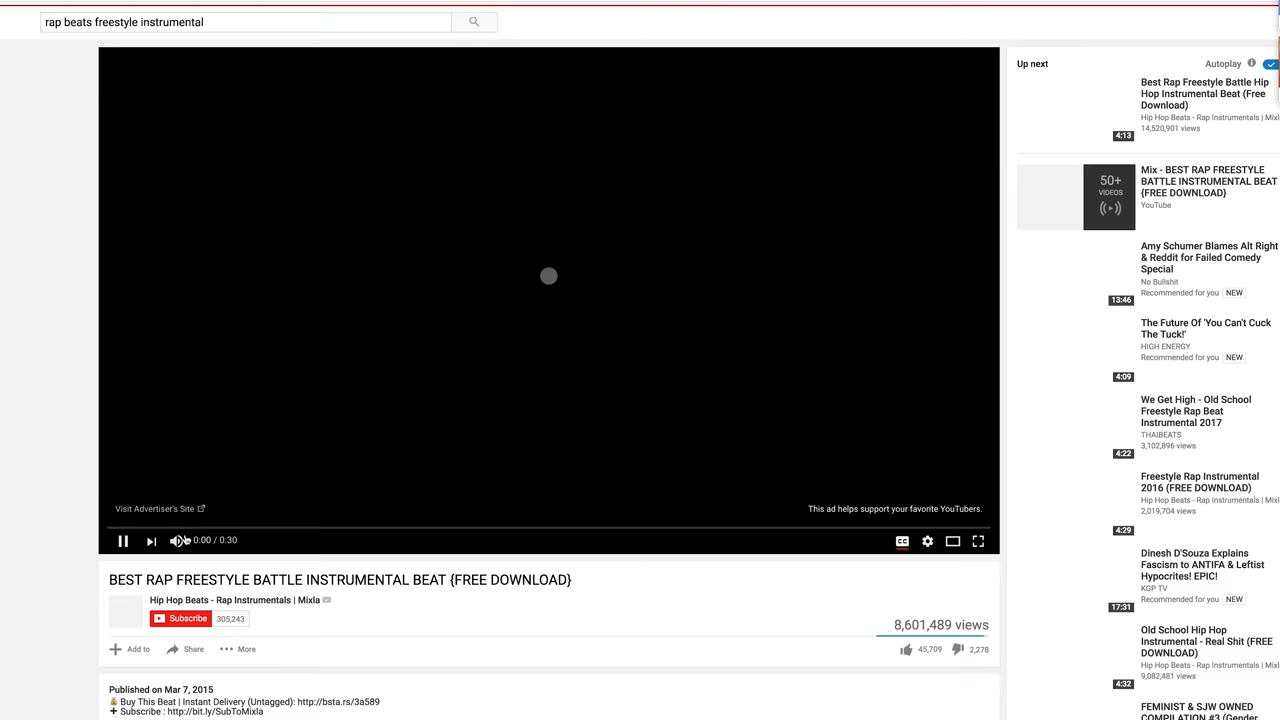 rap beats freestyle instrumental
Visit Advertiser's Site
This ad helps support your favorite YouTubers.
0:00 / 0:30
CC
BEST RAP FREESTYLE BATTLE INSTRUMENTAL BEAT {FREE DOWNLOAD}
Hip Hop Beats - Rap Instrumentals | Mixla
Subscribe 305,243
8,601,489 views
Add to Share More
45,709 2,278
Published on Mar 7, 2015
Buy This Beat | Instant Delivery (Untagged): http://bsta.rs/3a589
Subscribe : http://bit.ly/SubToMixla
Up next
Autoplay
Best Rap Freestyle Battle Hip
Hop Instrumental Beat (Free
Download)
Hip Hop Beats - Rap Instrumentals | Mixl
14,520,901 views
4:13
50+
VIDEOS
Mix - BEST RAP FREESTYLE
BATTLE INSTRUMENTAL BEAT
{FREE DOWNLOAD}
YouTube
Amy Schumer Blames Alt Right
& Reddit for Failed Comedy
Special
No Bullshit
Recommended for you NEW
13:46
The Future Of 'You Can't Cuck
The Tuck!'
HIGH ENERGY
Recommended for you NEW
4:09
We Get High - Old School
Freestyle Rap Beat
Instrumental 2017
THAIBEATS
3,102,896 views
4:22
Freestyle Rap Instrumental
2016 (FREE DOWNLOAD)
Hip Hop Beats - Rap Instrumentals | Mixl
2,019,704 views
4:29
Dinesh D'Souza Explains
Fascism to ANTIFA & Leftist
Hypocrites! EPIC!
KGP TV
Recommended for you NEW
17:31
Old School Hip Hop
Instrumental - Real Shit (FREE
DOWNLOAD)
Hip Hop Beats - Rap Instrumentals | Mixl
9,082,481 views
4:32
FEMINIST & SJW OWNED
COMPILATION #3 (Gender